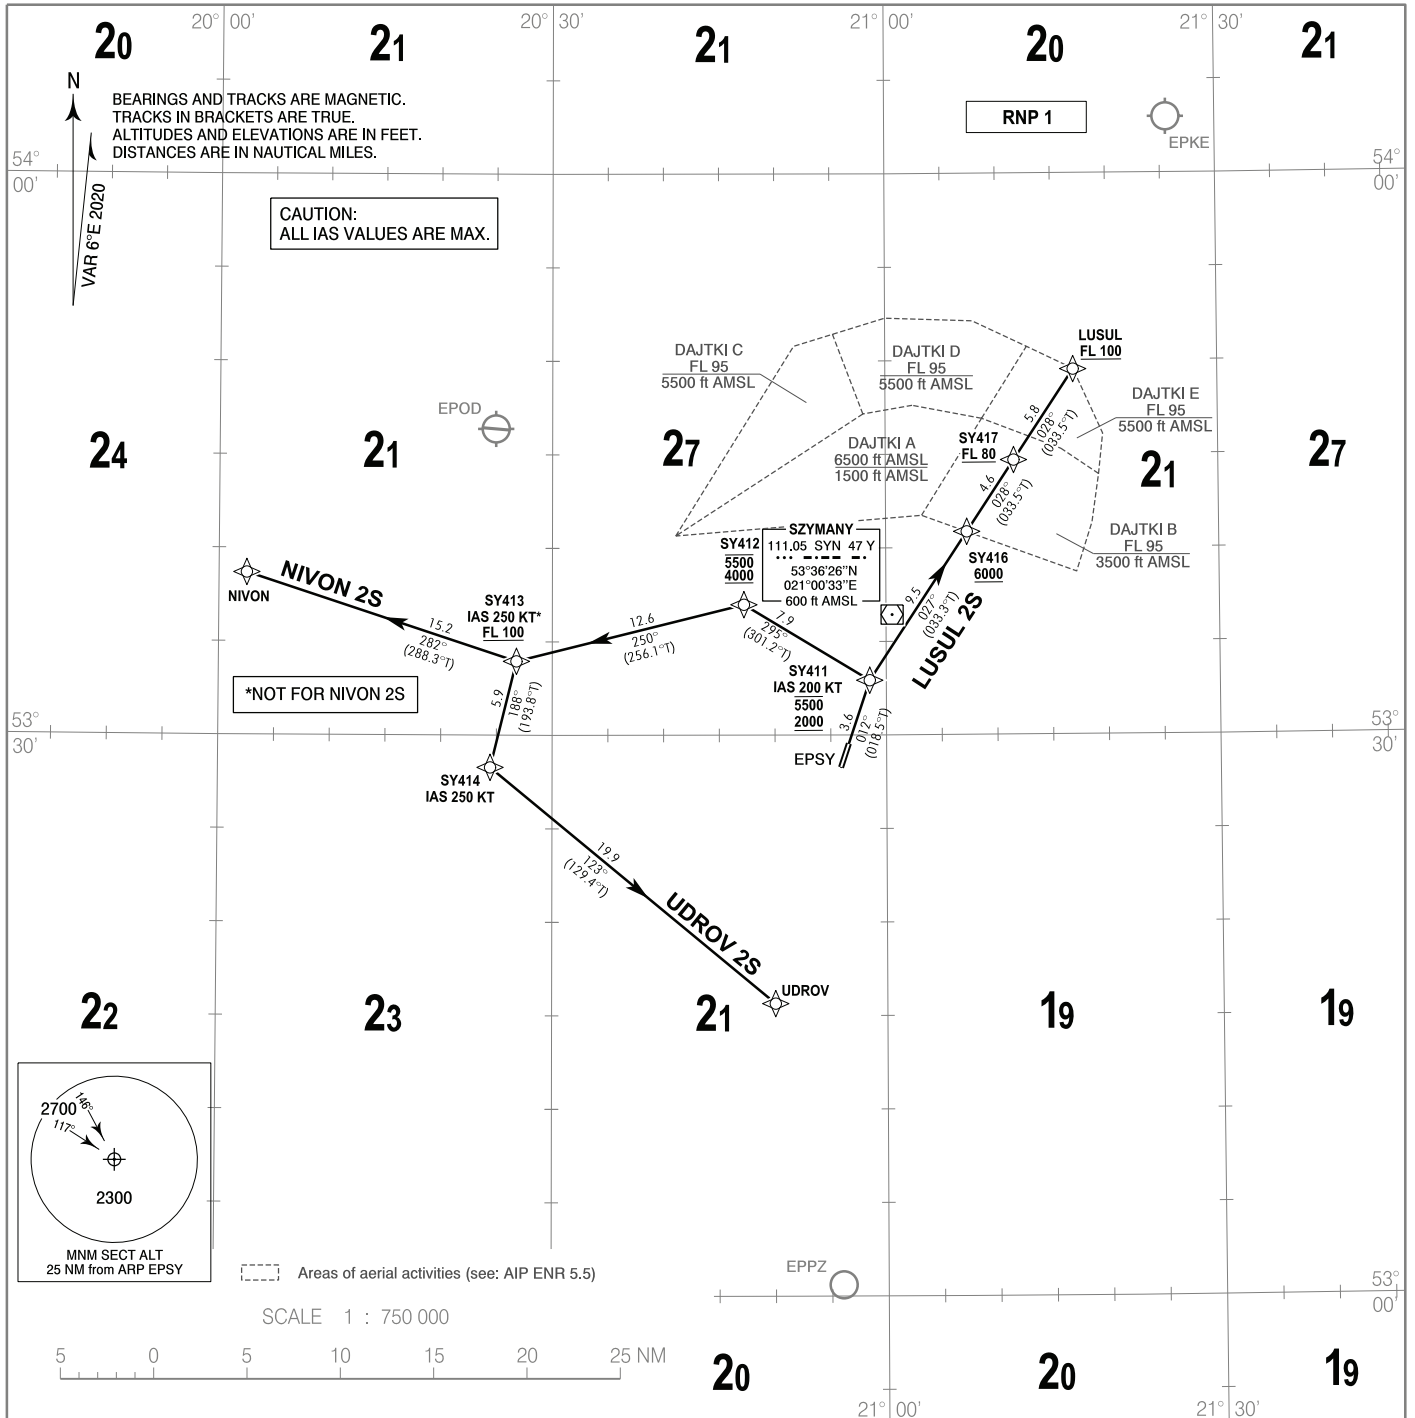 20° 00'
20° 30'
21° 00'
21° 30'
20
21
21
20
21
N
BEARINGS AND TRACKS ARE MAGNETIC.
TRACKS IN BRACKETS ARE TRUE.
ALTITUDES AND ELEVATIONS ARE IN FEET.
DISTANCES ARE IN NAUTICAL MILES.
VAR 6°E 2020
RNP 1
EPKE
54°
00'
54°
00'
CAUTION:
ALL IAS VALUES ARE MAX.
DAJTKI C
FL 95
5500 ft AMSL
DAJTKI D
FL 95
5500 ft AMSL
LUSUL
FL 100
DAJTKI E
FL 95
5500 ft AMSL
EPOD
5.8
028°
(033.5°T)
24
21
27
DAJTKI A
6500 ft AMSL
1500 ft AMSL
SY417
FL 80
21
27
4.6
028°
(033.5°T)
DAJTKI B
FL 95
3500 ft AMSL
SY412
5500
4000
SZYMANY
111.05 SYN 47 Y
... -.-- -.
53°36'26"N
021°00'33"E
600 ft AMSL
SY416
6000
NIVON
NIVON 2S
15.2
282°
(288.3°T)
SY413
IAS 250 KT*
FL 100
12.6
250°
(256.1°T)
7.9
295°
(301.2°T)
9.5
027°
(033.3°T)
LUSUL 2S
*NOT FOR NIVON 2S
5.9
188°
(193.8°T)
SY411
IAS 200 KT
5500
2000
3.6
012°
(018.5°T)
EPSY
53°
30'
53°
30'
SY414
IAS 250 KT
19.9
123°
(129.4°T)
UDROV 2S
UDROV
22
23
21
19
19
2700
146°
117°
2300
MNM SECT ALT
25 NM from ARP EPSY
Areas of aerial activities (see: AIP ENR 5.5)
EPPZ
53°
00'
SCALE 1 : 750 000
5 0 5 10 15 20 25 NM
20
20
19
21° 00'
21° 30'